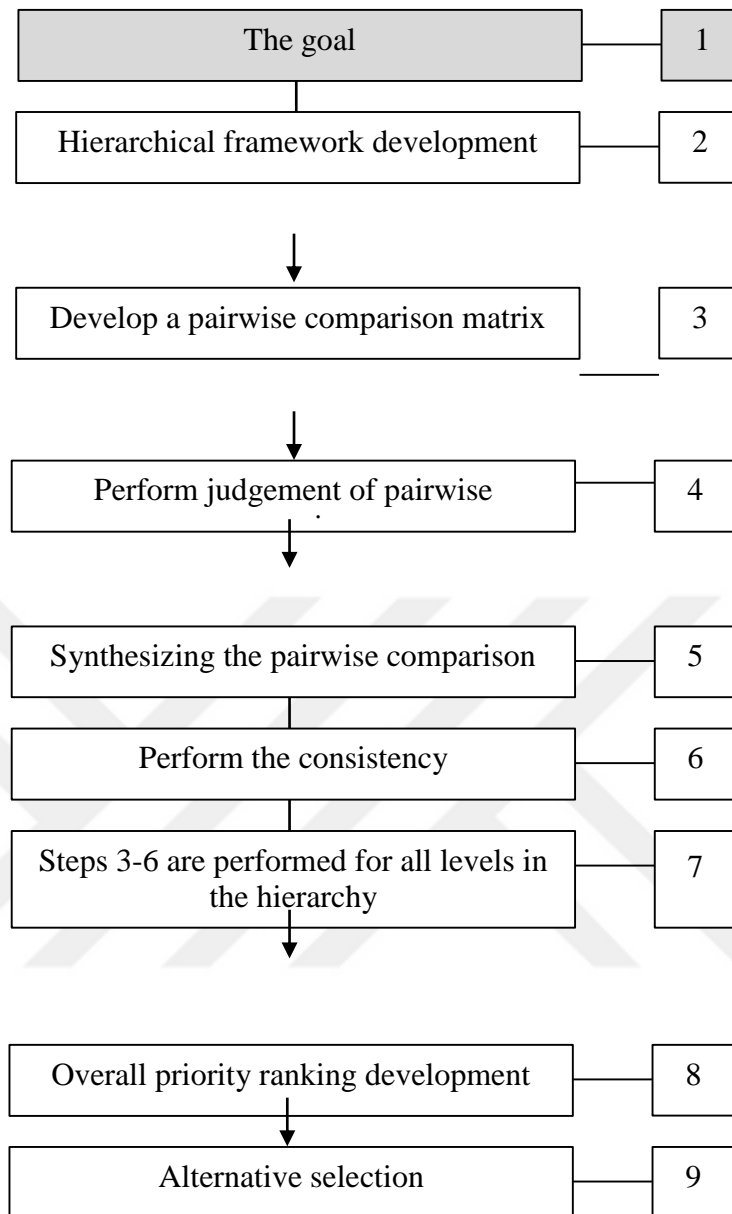 The goal
1
Hierarchical framework development
2
Develop a pairwise comparison matrix
3
Perform judgement of pairwise
4
Synthesizing the pairwise comparison
5
Perform the consistency
6
Steps 3-6 are performed for all levels in
the hierarchy
7
Overall priority ranking development
8
Alternative selection
9